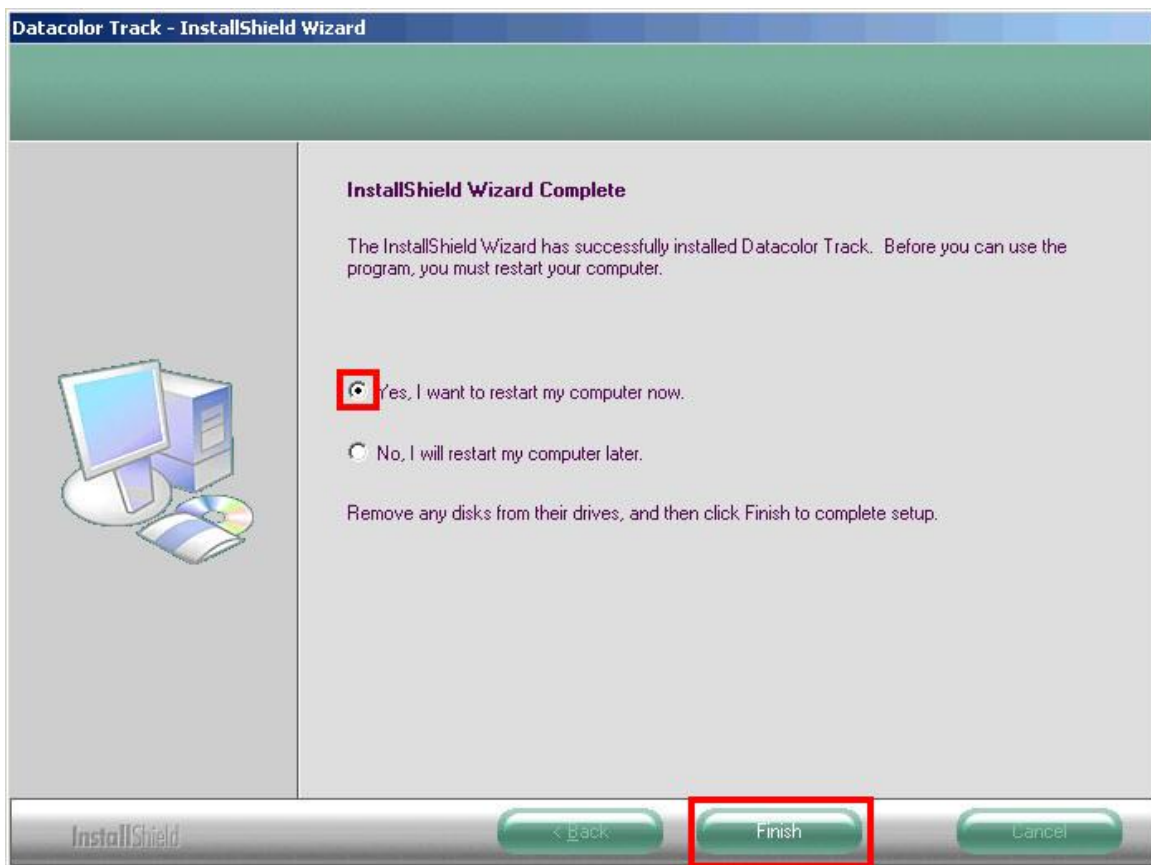 Datacolor Track - InstallShield Wizard
InstallShield Wizard Complete
The InstallShield Wizard has successfully installed Datacolor Track.  Before you can use the
program, you must restart your computer.
Yes, I want to restart my computer now.
No, I will restart my computer later.
Remove any disks from their drives, and then click Finish to complete setup.
InstallShield
< Back
Finish
Cancel